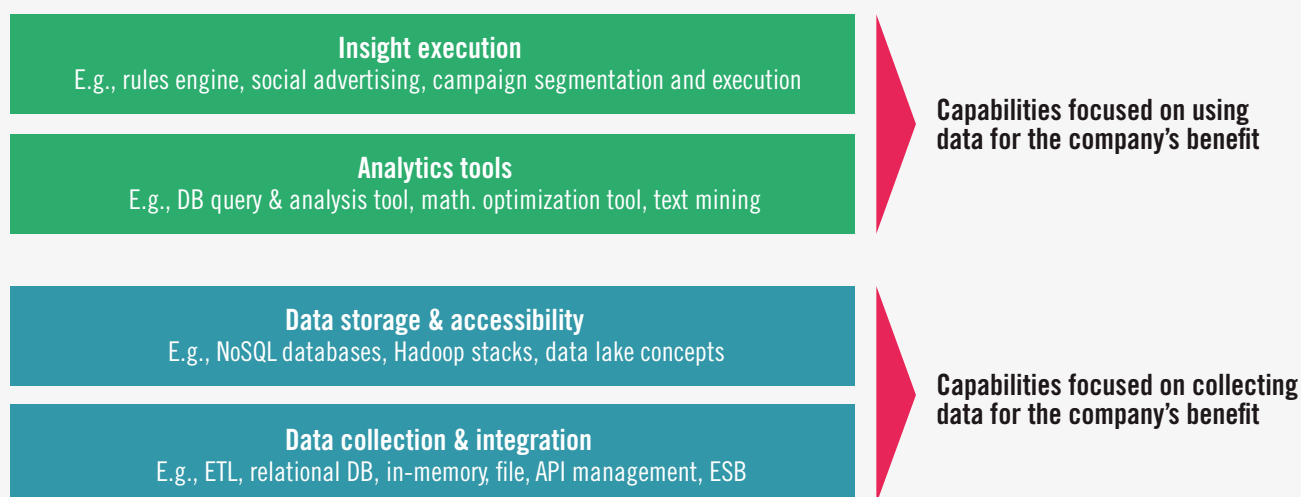 Insight execution
E.g., rules engine, social advertising, campaign segmentation and execution
Analytics tools
E.g., DB query & analysis tool, math. optimization tool, text mining
Capabilities focused on using
data for the company’s benefit
Data storage & accessibility
E.g., NoSQL databases, Hadoop stacks, data lake concepts
Data collection & integration
E.g., ETL, relational DB, in-memory, file, API management, ESB
Capabilities focused on collecting
data for the company’s benefit